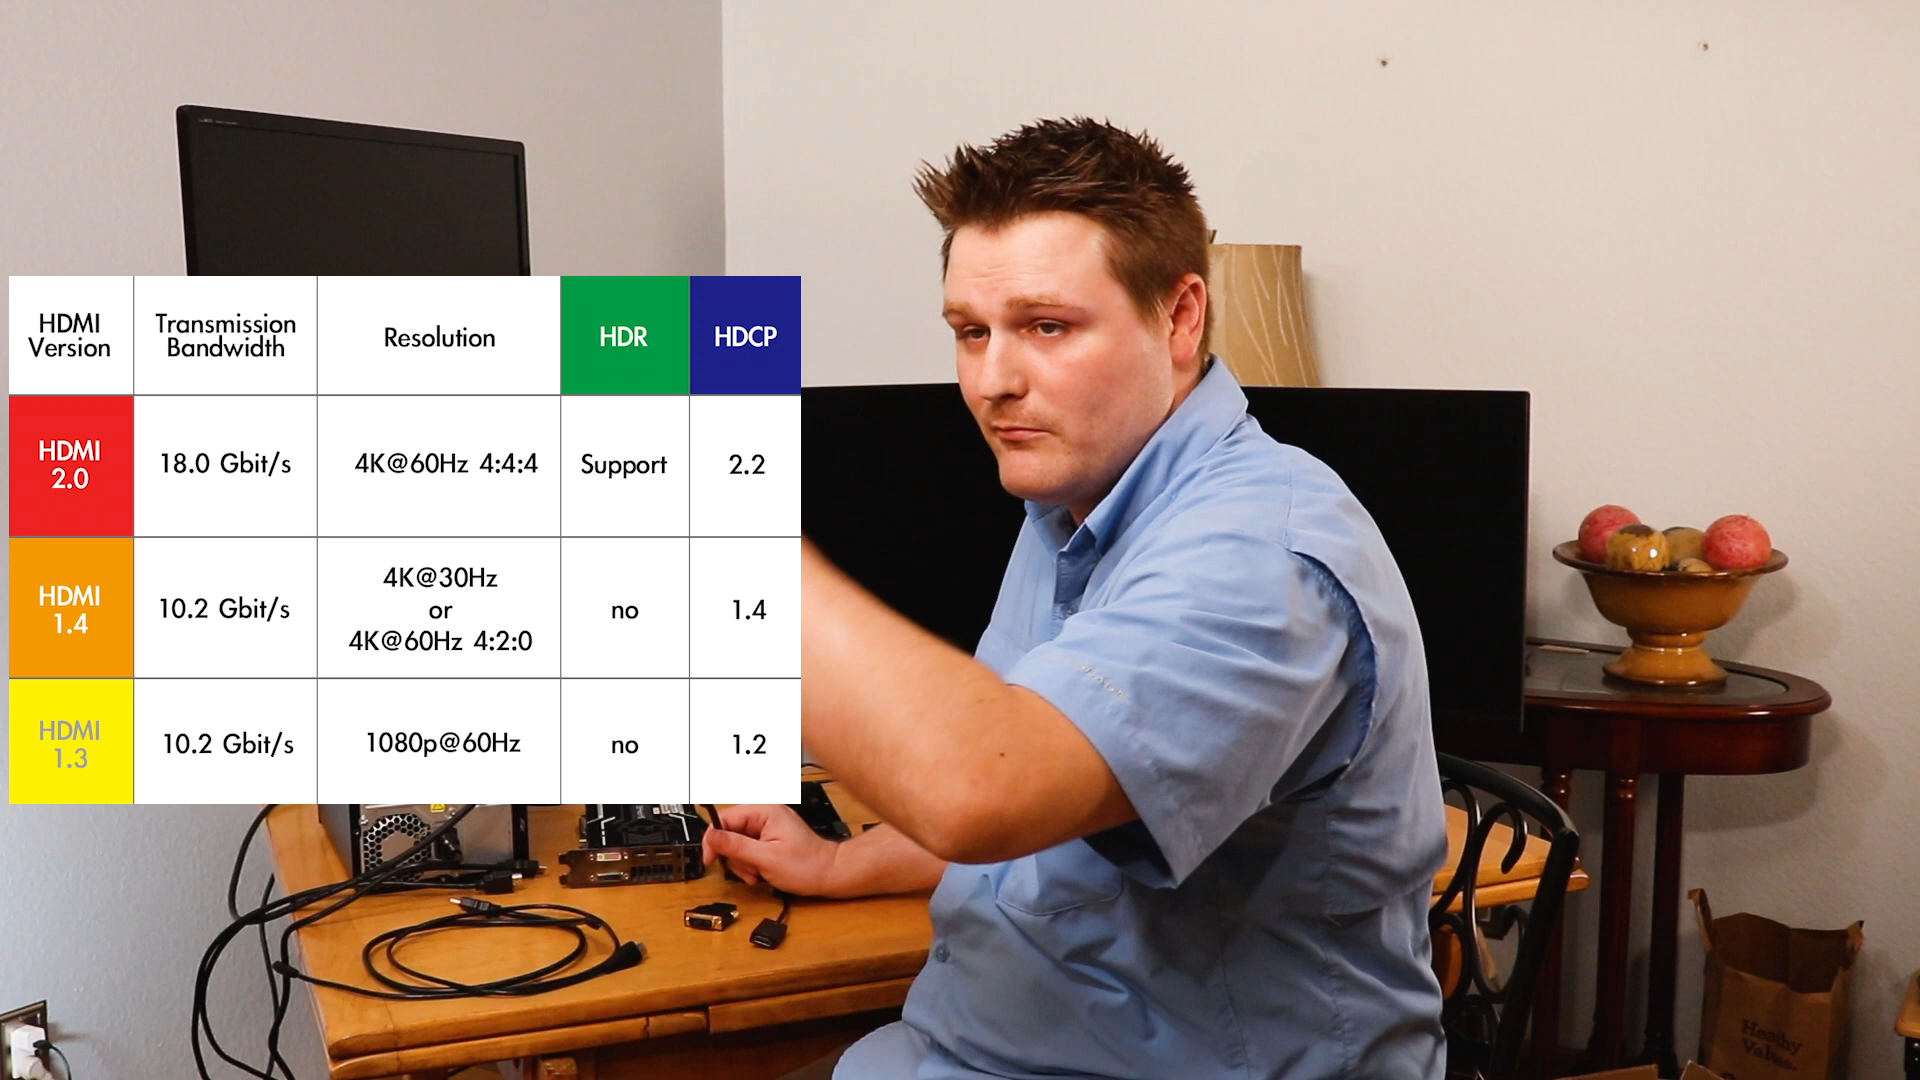 HDMI
Version
Transmission
Bandwidth
Resolution
HDR
HDCP
HDMI
2.0
18.0 Gbit/s
4K@60Hz 4:4:4
Support
2.2
HDMI
1.4
10.2 Gbit/s
4K@30Hz
or
4K@60Hz 4:2:0
no
1.4
HDMI
1.3
10.2 Gbit/s
1080p@60Hz
no
1.2
Healthy
Values.